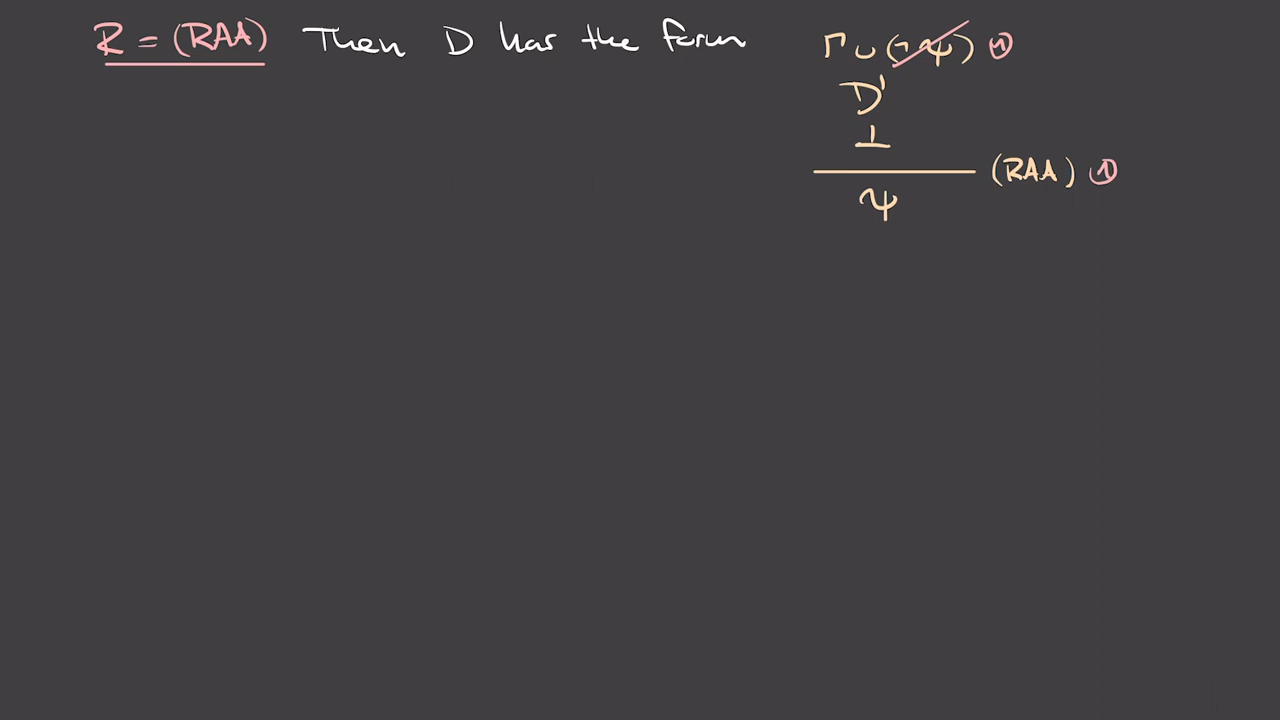 R = (RAA) Then D has the form Γ ∪ (¬ψ) ①
D'
⊥
(RAA) ①
ψ